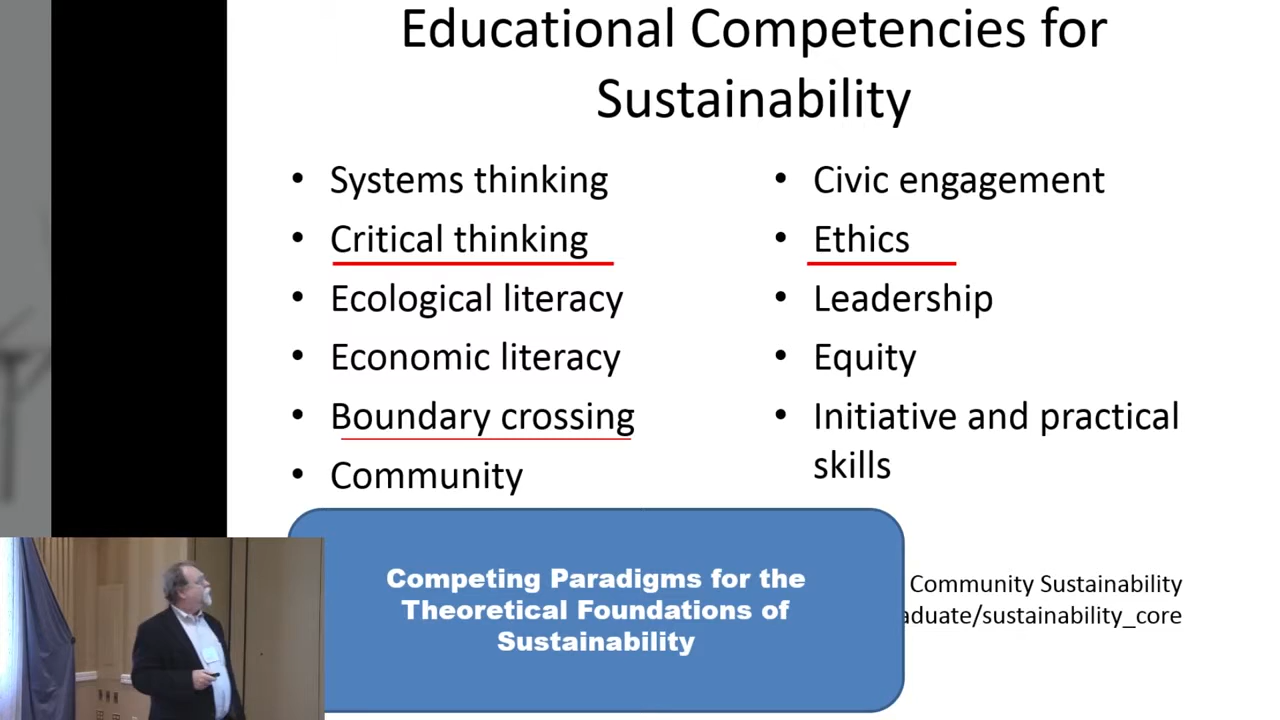 Educational Competencies for
Sustainability
• Systems thinking
• Critical thinking
• Ecological literacy
• Economic literacy
• Boundary crossing
• Community
• Civic engagement
• Ethics
• Leadership
• Equity
• Initiative and practical
skills
Competing Paradigms for the
Theoretical Foundations of
Sustainability
Community Sustainability
aduate/sustainability_core